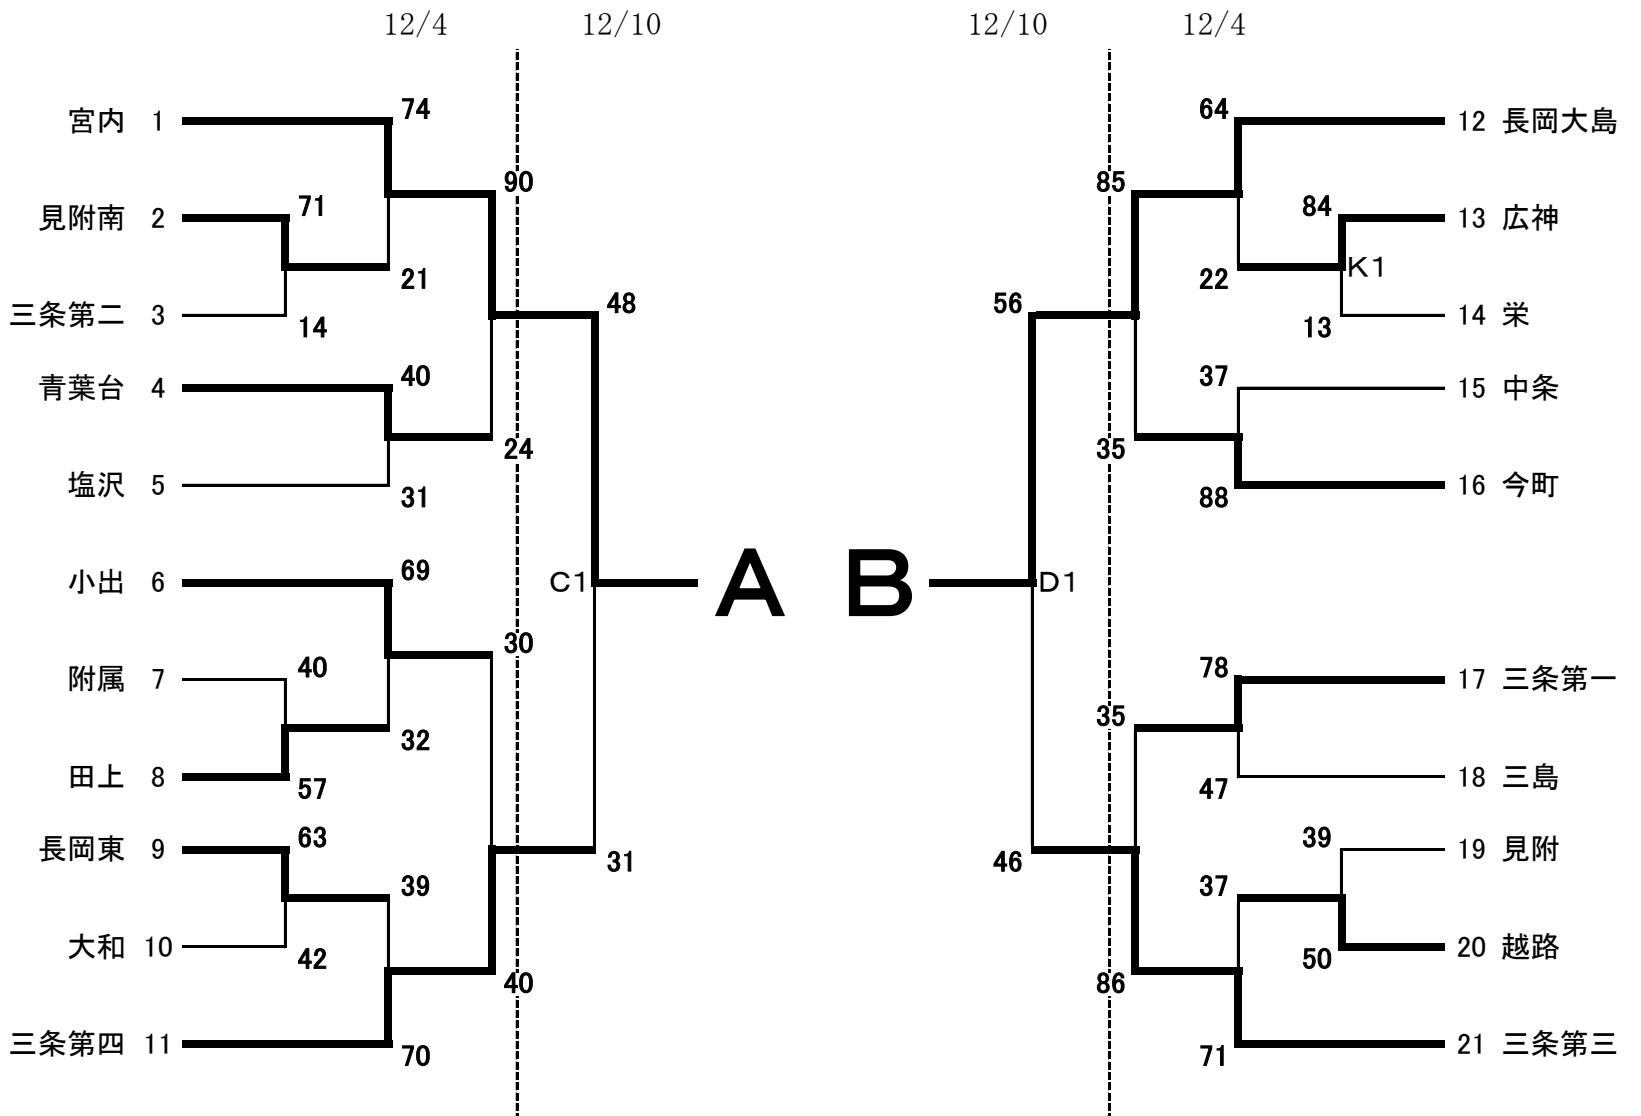 12/4 12/10 12/10 12/4
宮内 1 74 64 12 長岡大島
90 85
見附南 2 71 84 13 広神
21 22 K1
三条第二 3 14 48 56 13 14 栄
青葉台 4 40 37 15 中条
24 35
塩沢 5 31 88 16 今町
小出 6 69 C1 A B D1
30
附属 7 40 78 17 三条第一
32 35
田上 8 57 47 18 三島
長岡東 9 63 31 46 39 19 見附
39 37
大和 10 42 50 20 越路
40 86
三条第四 11 70 71 21 三条第三